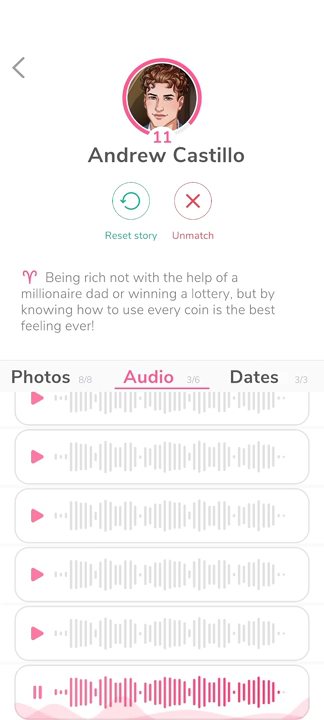 11
Andrew Castillo
Reset story Unmatch
♈ Being rich not with the help of a
millionaire dad or winning a lottery, but by
knowing how to use every coin is the best
feeling ever!
Photos 8/8 Audio 3/6 Dates 3/3